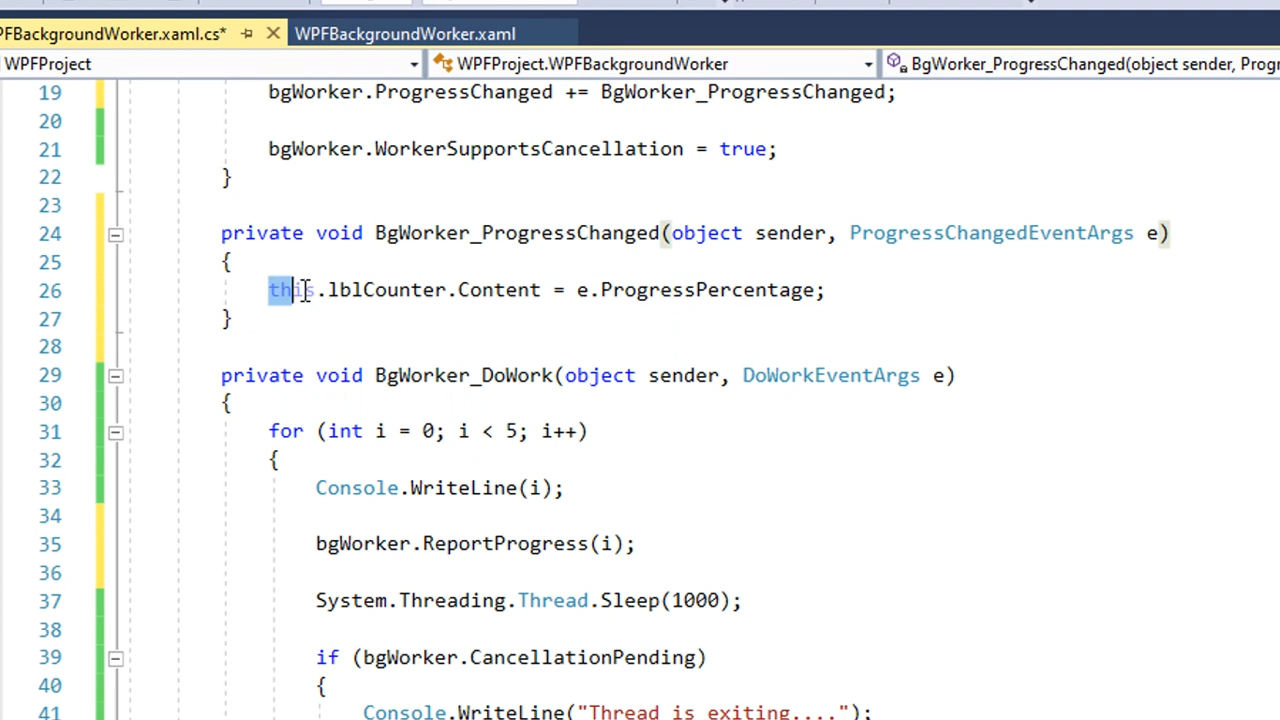 PFBackgroundWorker.xaml.cs* WPFBackgroundWorker.xaml
WPFProject WPFProject.WPFBackgroundWorker BgWorker_ProgressChanged(object sender, Progr
19 bgWorker.ProgressChanged += BgWorker_ProgressChanged;
20
21 bgWorker.WorkerSupportsCancellation = true;
22 }
23
24 private void BgWorker_ProgressChanged(object sender, ProgressChangedEventArgs e)
25 {
26 this.lblCounter.Content = e.ProgressPercentage;
27 }
28
29 private void BgWorker_DoWork(object sender, DoWorkEventArgs e)
30 {
31 for (int i = 0; i < 5; i++)
32 {
33 Console.WriteLine(i);
34
35 bgWorker.ReportProgress(i);
36
37 System.Threading.Thread.Sleep(1000);
38
39 if (bgWorker.CancellationPending)
40 {
41 Console.WriteLine("Thread is exiting....");